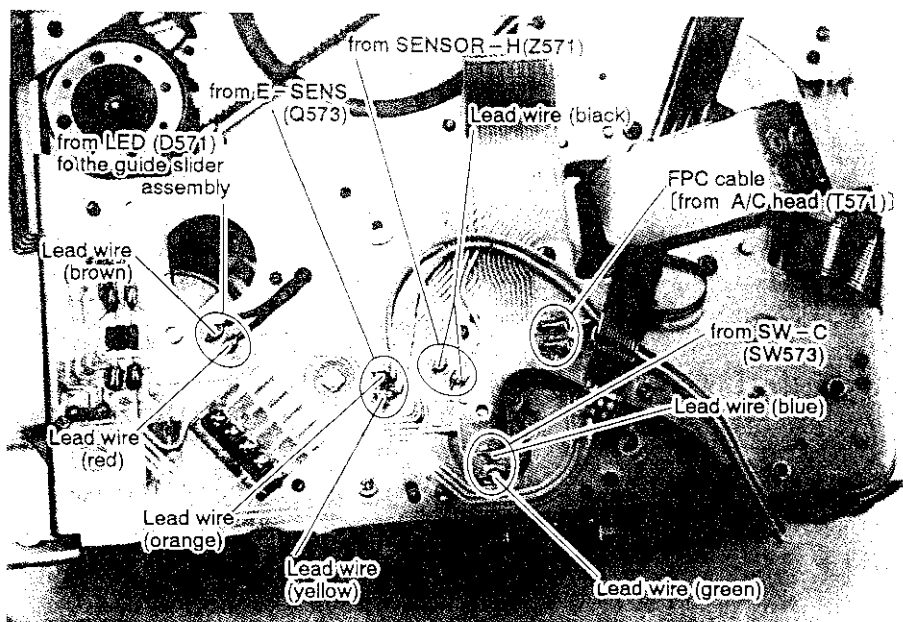 from SENSOR-H(Z571)
from E-SENS
(Q573)
Lead wire (black)
from LED (D571)
fo the guide slider
assembly
FPC cable
[from A/C head (T571)]
Lead wire
(brown)
from SW-C
(SW573)
Lead wire (blue)
Lead wire
(red)
Lead wire
(orange)
Lead wire
(yellow)
Lead wire (green)